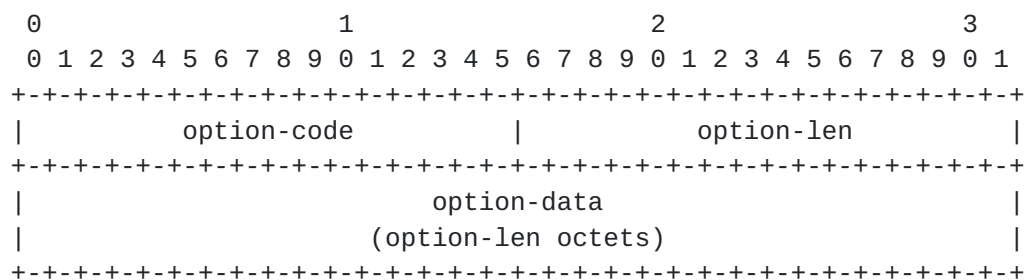 0                   1                   2                   3
 0 1 2 3 4 5 6 7 8 9 0 1 2 3 4 5 6 7 8 9 0 1 2 3 4 5 6 7 8 9 0 1
+-+-+-+-+-+-+-+-+-+-+-+-+-+-+-+-+-+-+-+-+-+-+-+-+-+-+-+-+-+-+-+-+
|          option-code          |           option-len          |
+-+-+-+-+-+-+-+-+-+-+-+-+-+-+-+-+-+-+-+-+-+-+-+-+-+-+-+-+-+-+-+-+
|                          option-data                          |
|                      (option-len octets)                      |
+-+-+-+-+-+-+-+-+-+-+-+-+-+-+-+-+-+-+-+-+-+-+-+-+-+-+-+-+-+-+-+-+